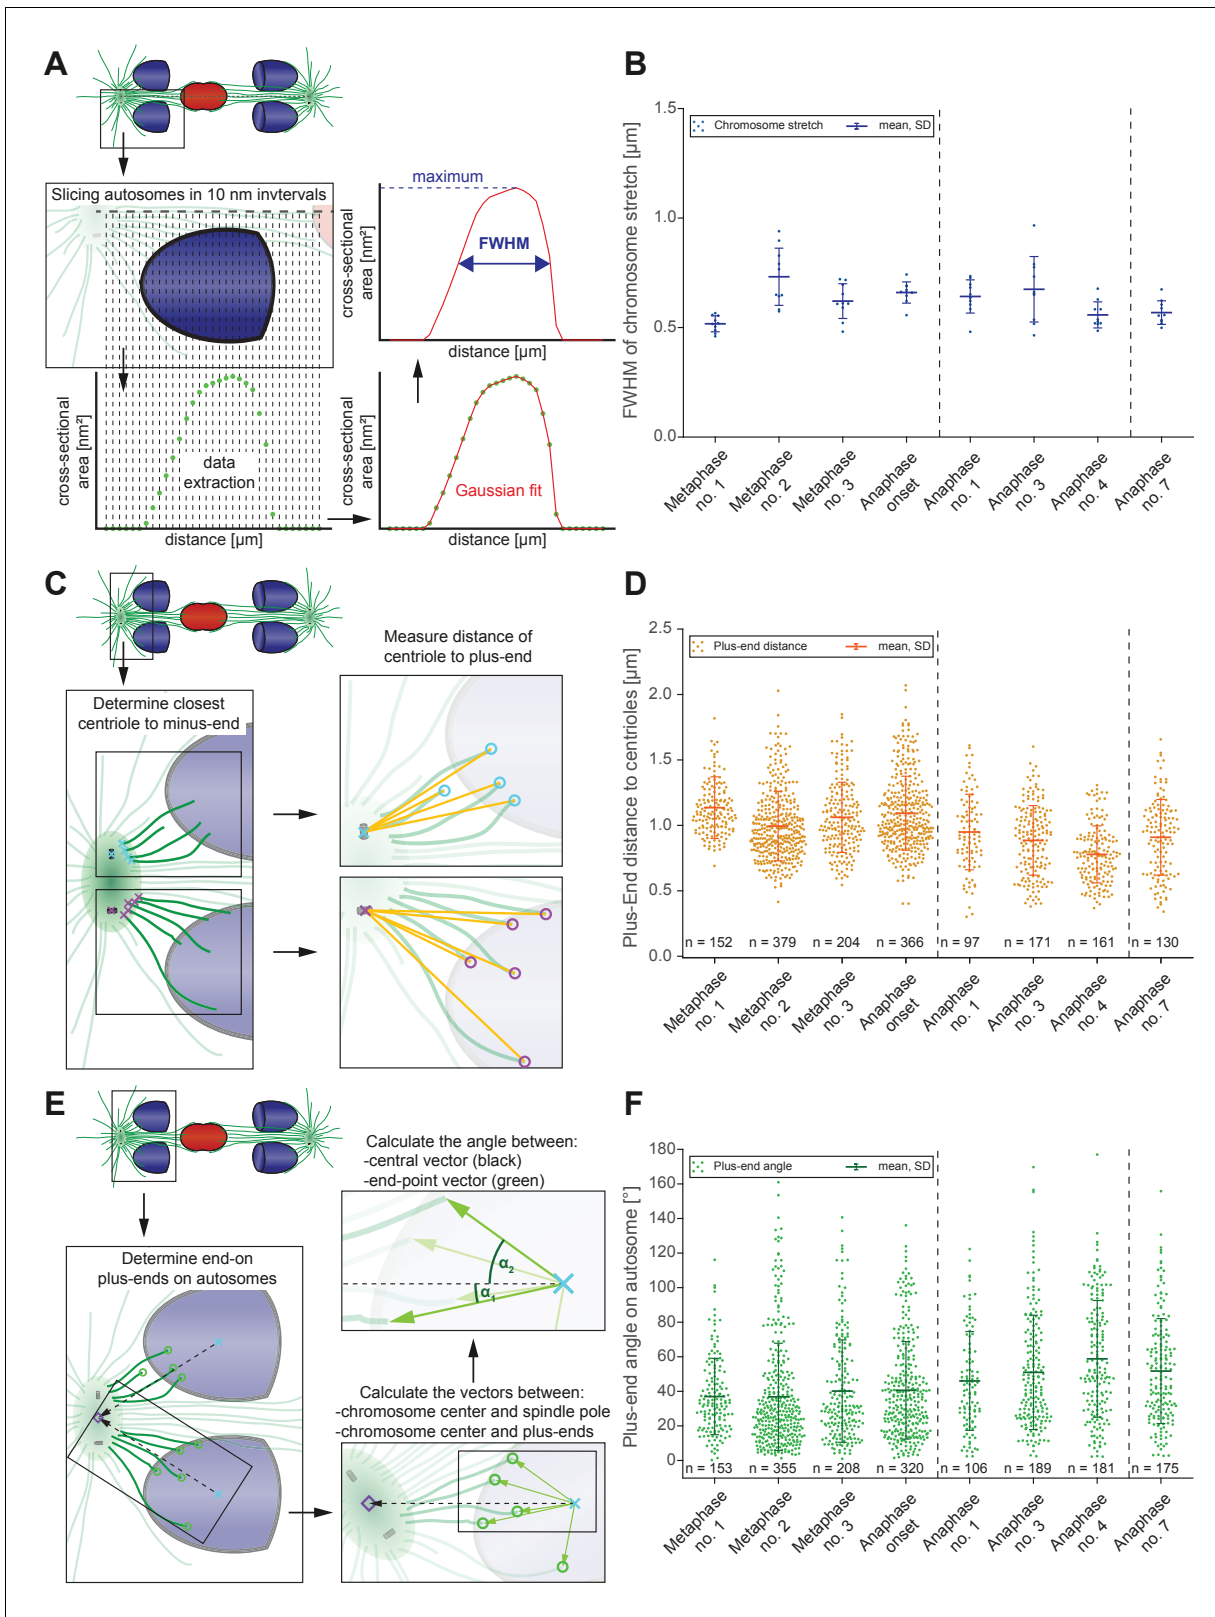 A
Slicing autosomes in 10 nm invtervals
cross-sectional
area [nm²]
data
extraction
distance [µm]
maximum
FWHM
cross-sectional
area [nm²]
distance [µm]
cross-sectional
area [nm²]
Gaussian fit
distance [µm]
B
FWHM of chromosome stretch [µm]
1.5
1.0
0.5
0.0
Chromosome stretch
mean, SD
Metaphase
no. 1
Metaphase
no. 2
Metaphase
no. 3
Anaphase
onset
Anaphase
no. 1
Anaphase
no. 3
Anaphase
no. 4
Anaphase
no. 7
C
Determine closest
centriole to minus-end
Measure distance of
centriole to plus-end
D
Plus-End distance to centrioles [µm]
2.5
2.0
1.5
1.0
0.5
0.0
Plus-end distance
mean, SD
n = 152
n = 379
n = 204
n = 366
n = 97
n = 171
n = 161
n = 130
Metaphase
no. 1
Metaphase
no. 2
Metaphase
no. 3
Anaphase
onset
Anaphase
no. 1
Anaphase
no. 3
Anaphase
no. 4
Anaphase
no. 7
E
Determine end-on
plus-ends on autosomes
Calculate the angle between:
-central vector (black)
-end-point vector (green)
α2
α1
Calculate the vectors between:
-chromosome center and spindle pole
-chromosome center and plus-ends
F
Plus-end angle on autosome [°]
180
160
140
120
100
80
60
40
20
0
Plus-end angle
mean, SD
n = 153
n = 355
n = 208
n = 320
n = 106
n = 189
n = 181
n = 175
Metaphase
no. 1
Metaphase
no. 2
Metaphase
no. 3
Anaphase
onset
Anaphase
no. 1
Anaphase
no. 3
Anaphase
no. 4
Anaphase
no. 7